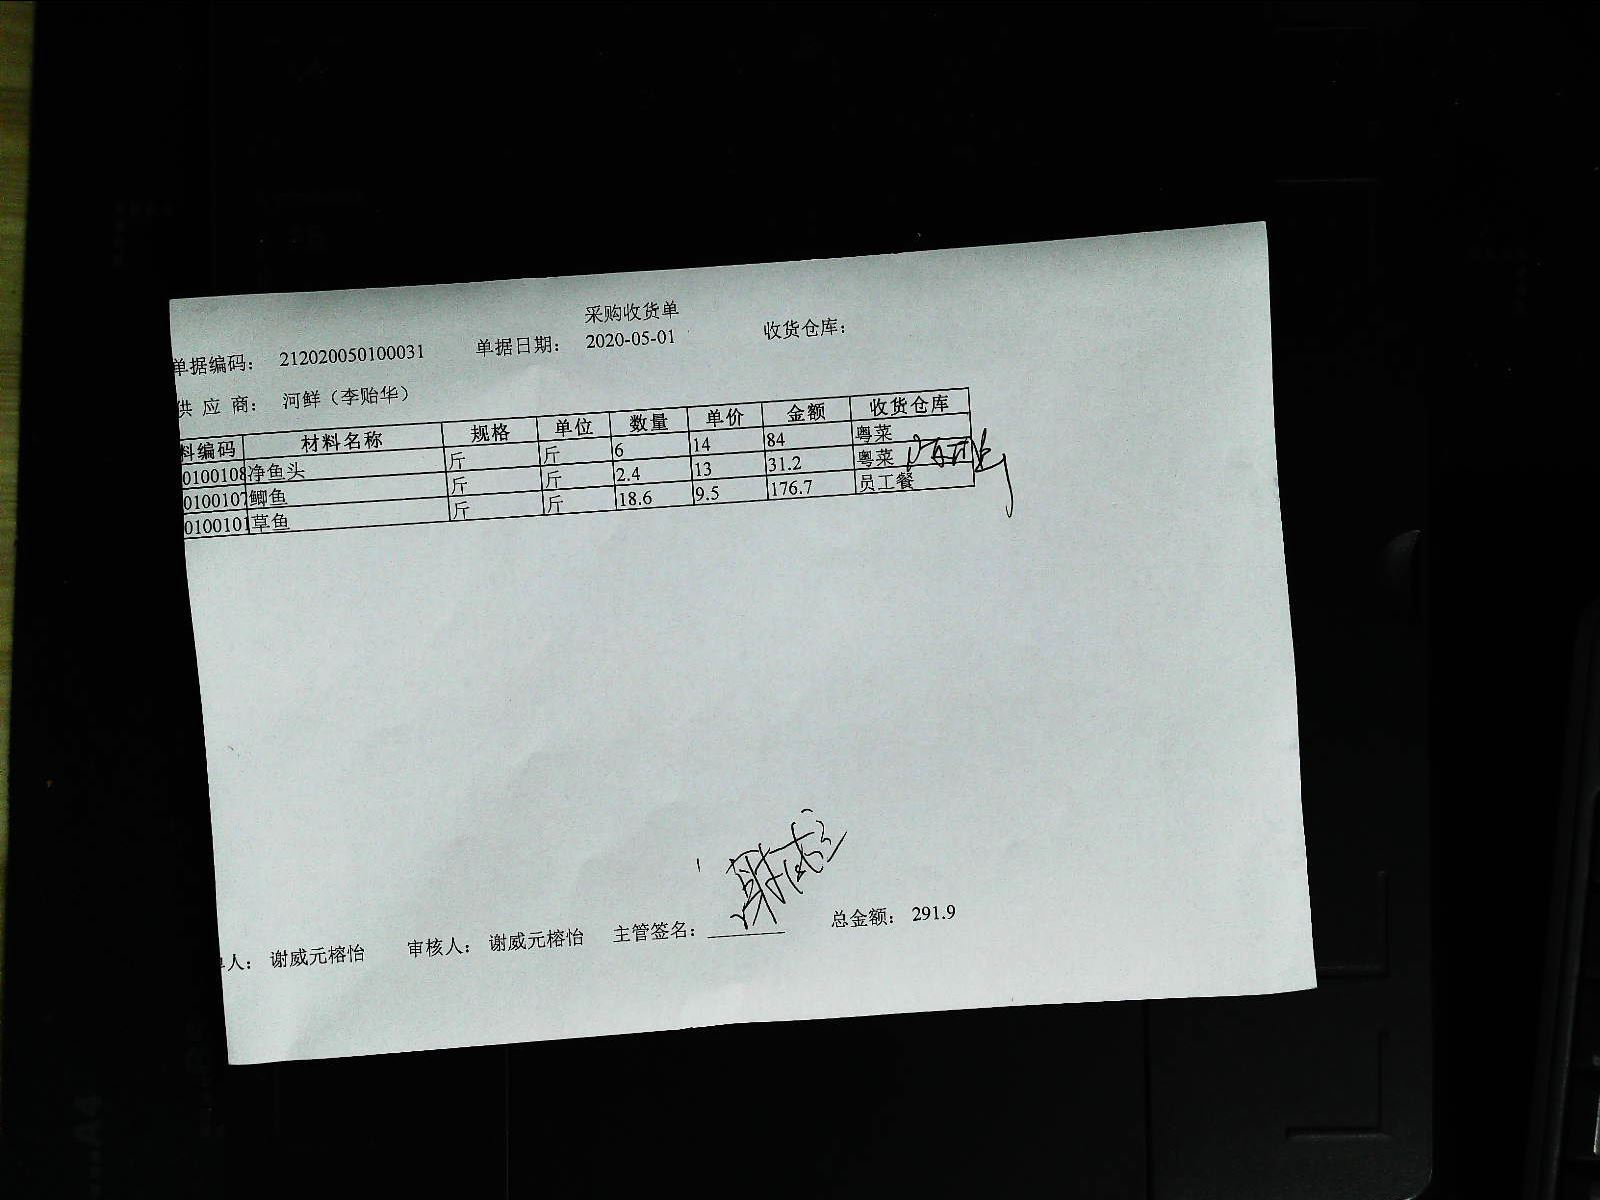 采购收货单
单据编码： 212020050100031 单据日期： 2020-05-01 收货仓库：
供 应 商： 河鲜（李贻华）
料编码 材料名称 规格 单位 数量 单价 金额 收货仓库
0100108 净鱼头 斤 斤 6 14 84 粤菜
0100107 鲫鱼 斤 斤 2.4 13 31.2 粤菜
0100101 草鱼 斤 斤 18.6 9.5 176.7 员工餐
人： 谢威元榕怡 审核人： 谢威元榕怡 主管签名： 总金额： 291.9